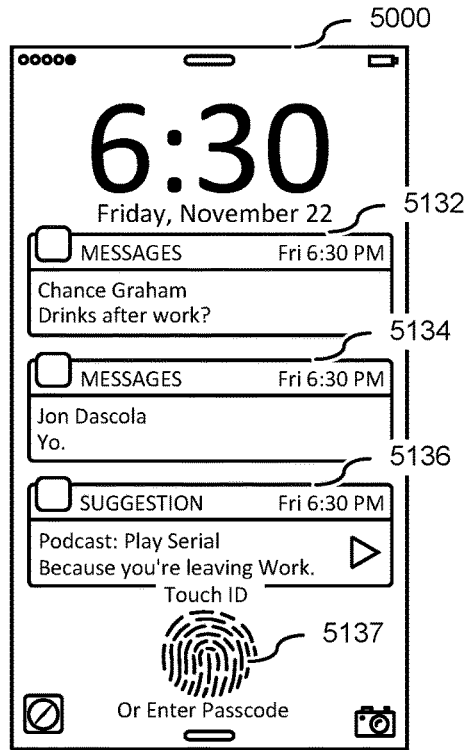 5000
6:30
Friday, November 22
5132
MESSAGES Fri 6:30 PM
Chance Graham
Drinks after work?
5134
MESSAGES Fri 6:30 PM
Jon Dascola
Yo.
5136
SUGGESTION Fri 6:30 PM
Podcast: Play Serial
Because you're leaving Work.
Touch ID
5137
Or Enter Passcode